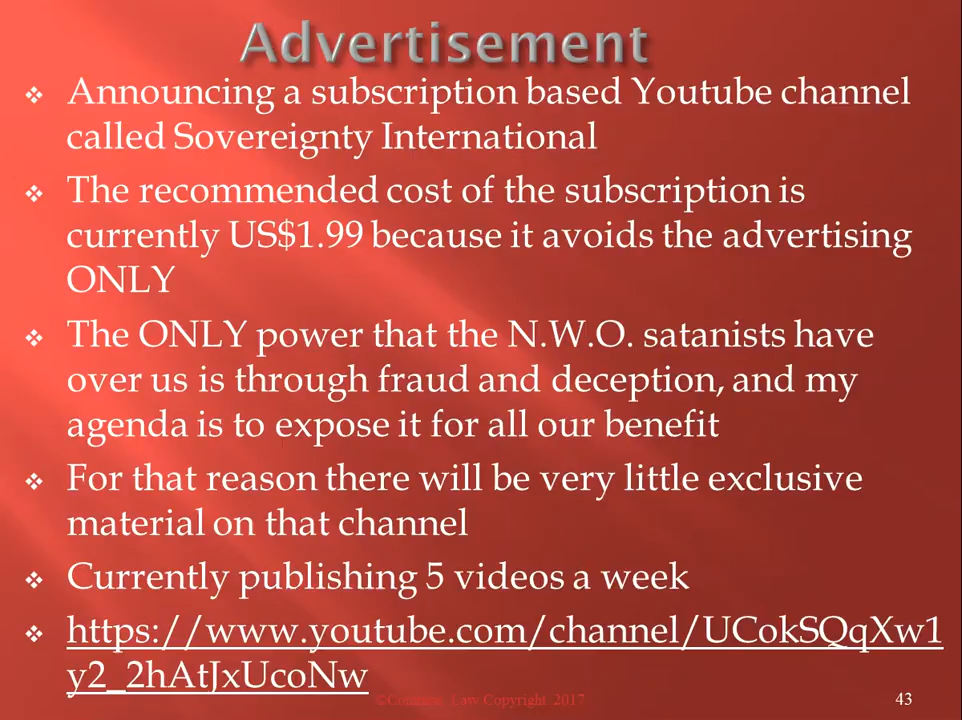 Advertisement
❖ Announcing a subscription based Youtube channel
called Sovereignty International
❖ The recommended cost of the subscription is
currently US$1.99 because it avoids the advertising
ONLY
❖ The ONLY power that the N.W.O. satanists have
over us is through fraud and deception, and my
agenda is to expose it for all our benefit
❖ For that reason there will be very little exclusive
material on that channel
❖ Currently publishing 5 videos a week
❖ https://www.youtube.com/channel/UCokSQqXw1
y2_2hAtJxUcoNw
©Common Law Copyright 2017
43